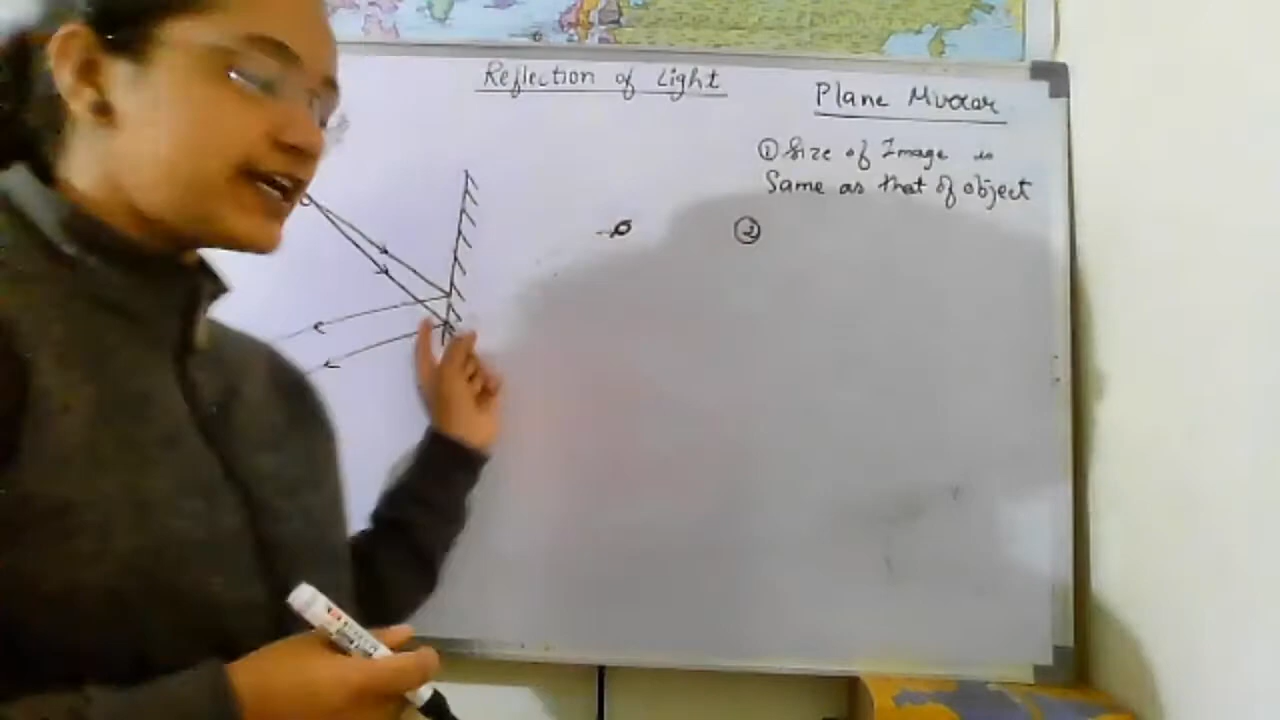 Reflection of Light
Plane Mirror
① Size of Image is
Same as that of object
②